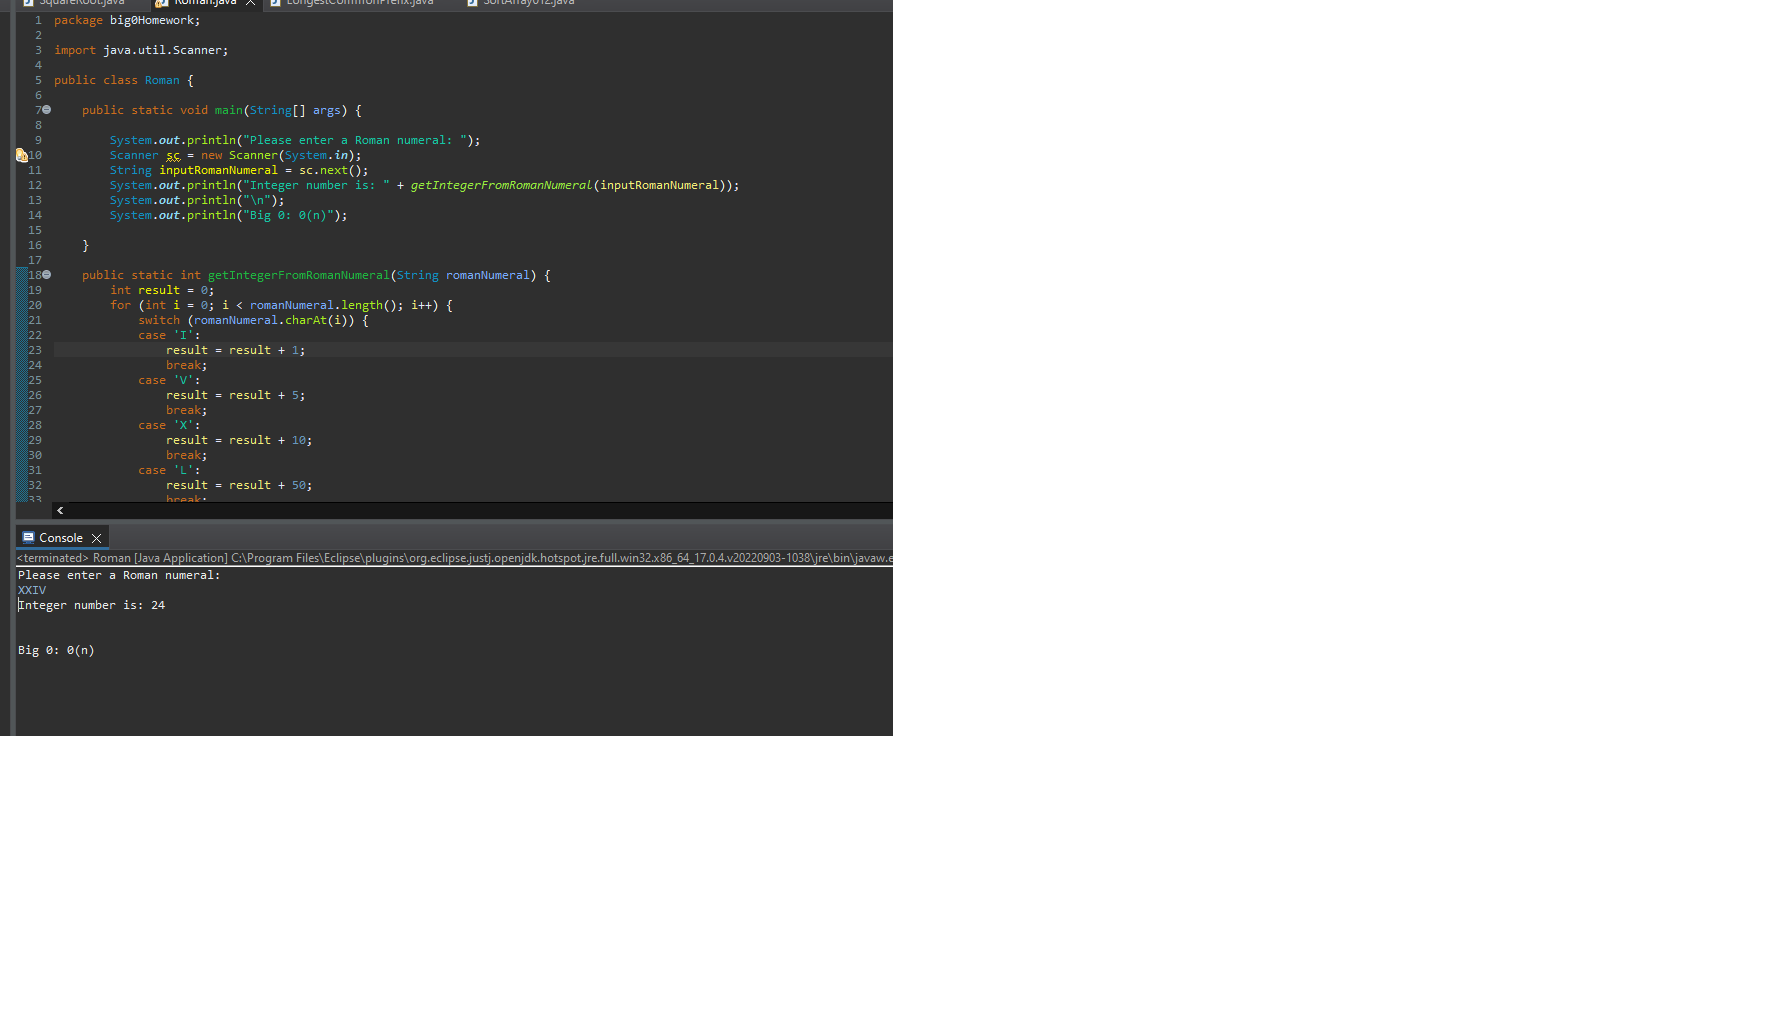 SquareRoot.java Roman.java LongestCommonPrefix.java SortArray012.java
1 package big0Homework;
2
3 import java.util.Scanner;
4
5 public class Roman {
6
7 public static void main(String[] args) {
8
9 System.out.println("Please enter a Roman numeral: ");
10 Scanner sc = new Scanner(System.in);
11 String inputRomanNumeral = sc.next();
12 System.out.println("Integer number is: " + getIntegerFromRomanNumeral(inputRomanNumeral));
13 System.out.println("\n");
14 System.out.println("Big 0: 0(n)");
15
16 }
17
18 public static int getIntegerFromRomanNumeral(String romanNumeral) {
19 int result = 0;
20 for (int i = 0; i < romanNumeral.length(); i++) {
21 switch (romanNumeral.charAt(i)) {
22 case 'I':
23 result = result + 1;
24 break;
25 case 'V':
26 result = result + 5;
27 break;
28 case 'X':
29 result = result + 10;
30 break;
31 case 'L':
32 result = result + 50;
33 break;
Console
<terminated> Roman [Java Application] C:\Program Files\Eclipse\plugins\org.eclipse.justj.openjdk.hotspot.jre.full.win32.x86_64_17.0.4.v20220903-1038\jre\bin\javaw.e
Please enter a Roman numeral:
XXIV
Integer number is: 24
Big 0: 0(n)